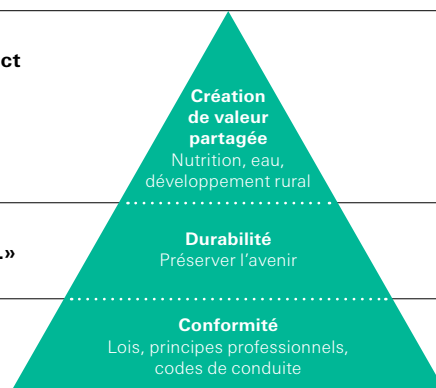 ct
Création
de valeur
partagée
Nutrition, eau,
développement rural
.»
Durabilité
Préserver l’avenir
Conformité
Lois, principes professionnels,
codes de conduite